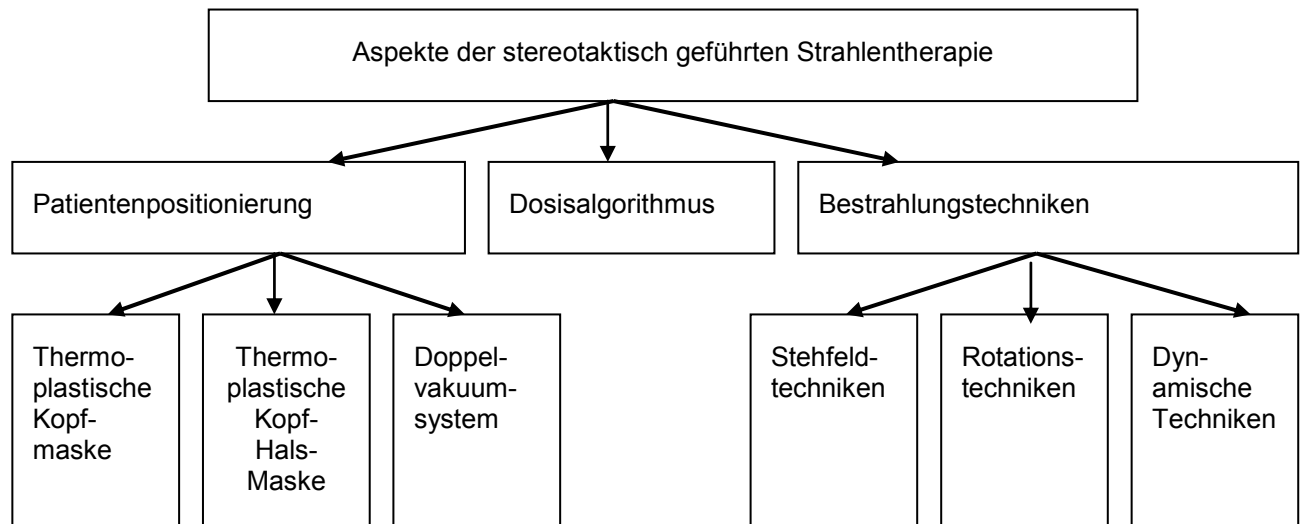 Aspekte der stereotaktisch geführten Strahlentherapie
Patientenpositionierung
Dosisalgorithmus
Bestrahlungstechniken
Thermo-
plastische
Kopf-
maske
Thermo-
plastische
Kopf-
Hals-
Maske
Doppel-
vakuum-
system
Stehfeld-
techniken
Rotations-
techniken
Dyn-
amische
Techniken